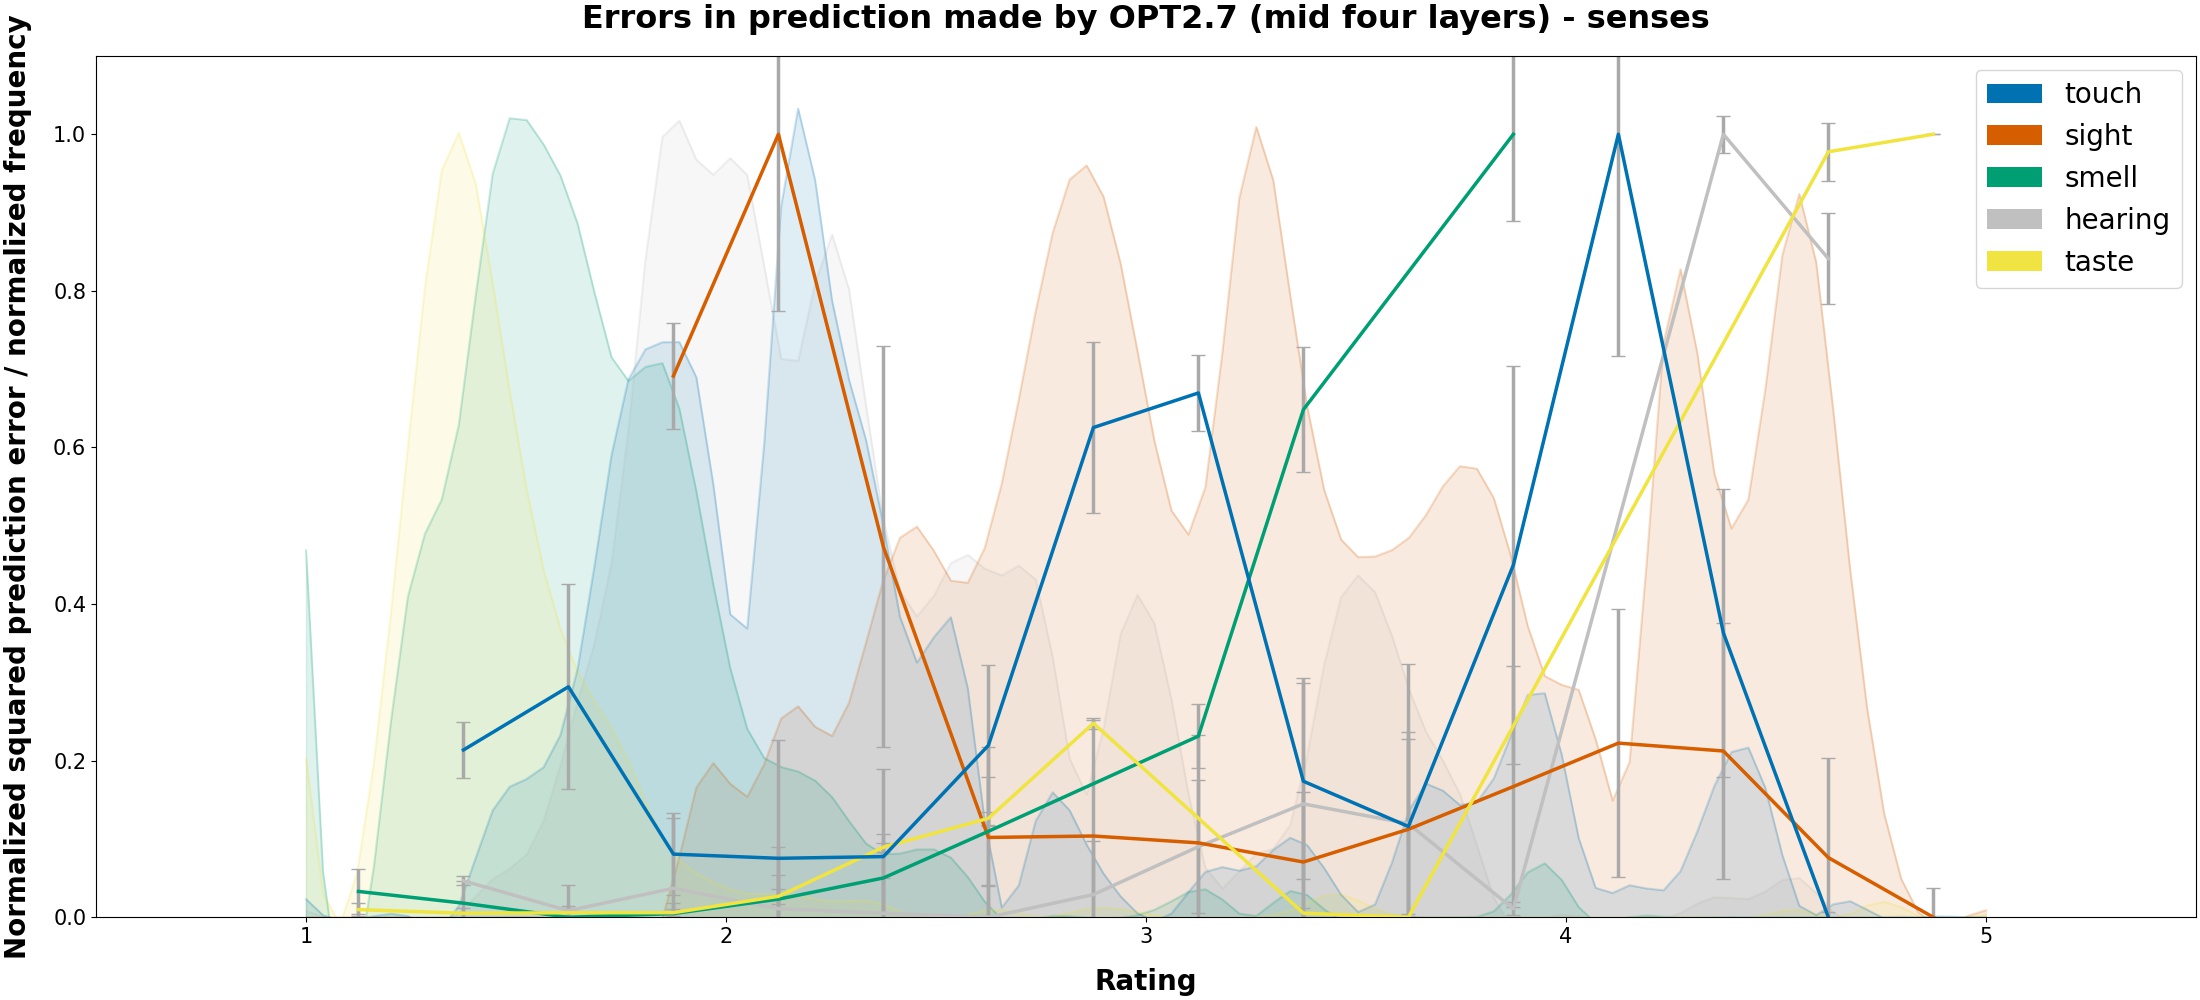 Errors in prediction made by OPT2.7 (mid four layers) - senses
Normalized squared prediction error / normalized frequency
1.0
0.8
0.6
0.4
0.2
0.0
touch
sight
smell
hearing
taste
1 2 3 4 5
Rating